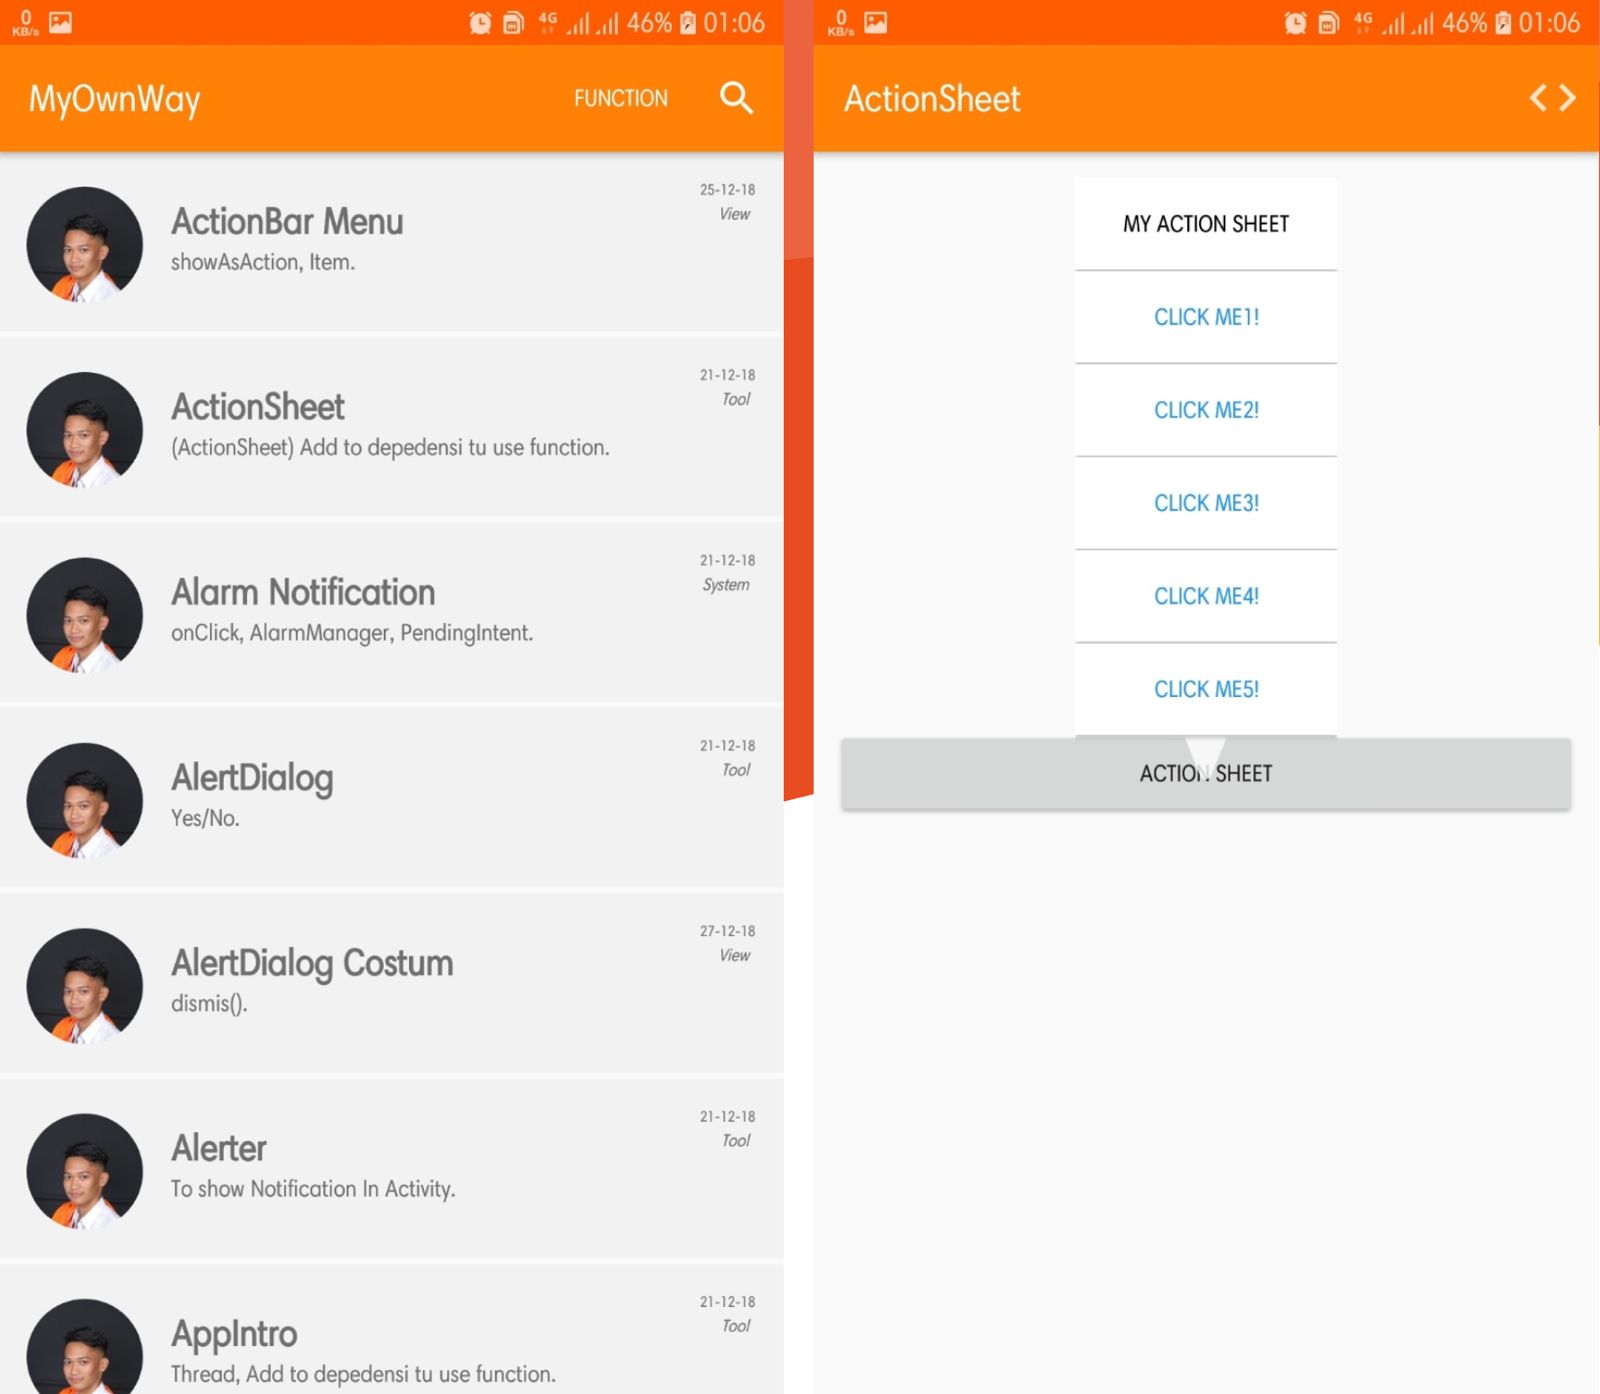 0
KB/s
4G
46%
01:06
MyOwnWay
FUNCTION
ActionBar Menu
25-12-18
View
showAsAction, Item.
ActionSheet
21-12-18
Tool
(ActionSheet) Add to depedensi tu use function.
Alarm Notification
21-12-18
System
onClick, AlarmManager, PendingIntent.
AlertDialog
21-12-18
Tool
Yes/No.
AlertDialog Costum
27-12-18
View
dismis().
Alerter
21-12-18
Tool
To show Notification In Activity.
AppIntro
21-12-18
Tool
Thread, Add to depedensi tu use function.
0
KB/s
4G
46%
01:06
ActionSheet
MY ACTION SHEET
CLICK ME1!
CLICK ME2!
CLICK ME3!
CLICK ME4!
CLICK ME5!
ACTION SHEET